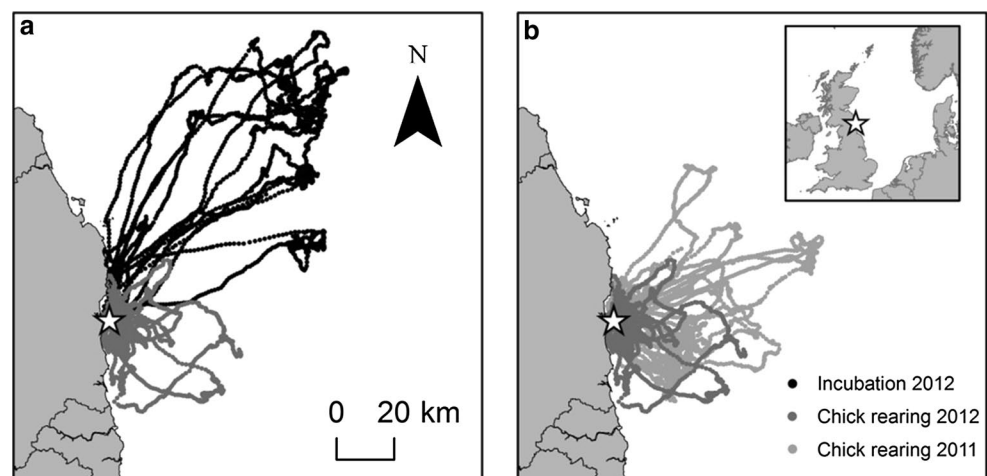 a
N
0 20 km
b
Incubation 2012
Chick rearing 2012
Chick rearing 2011